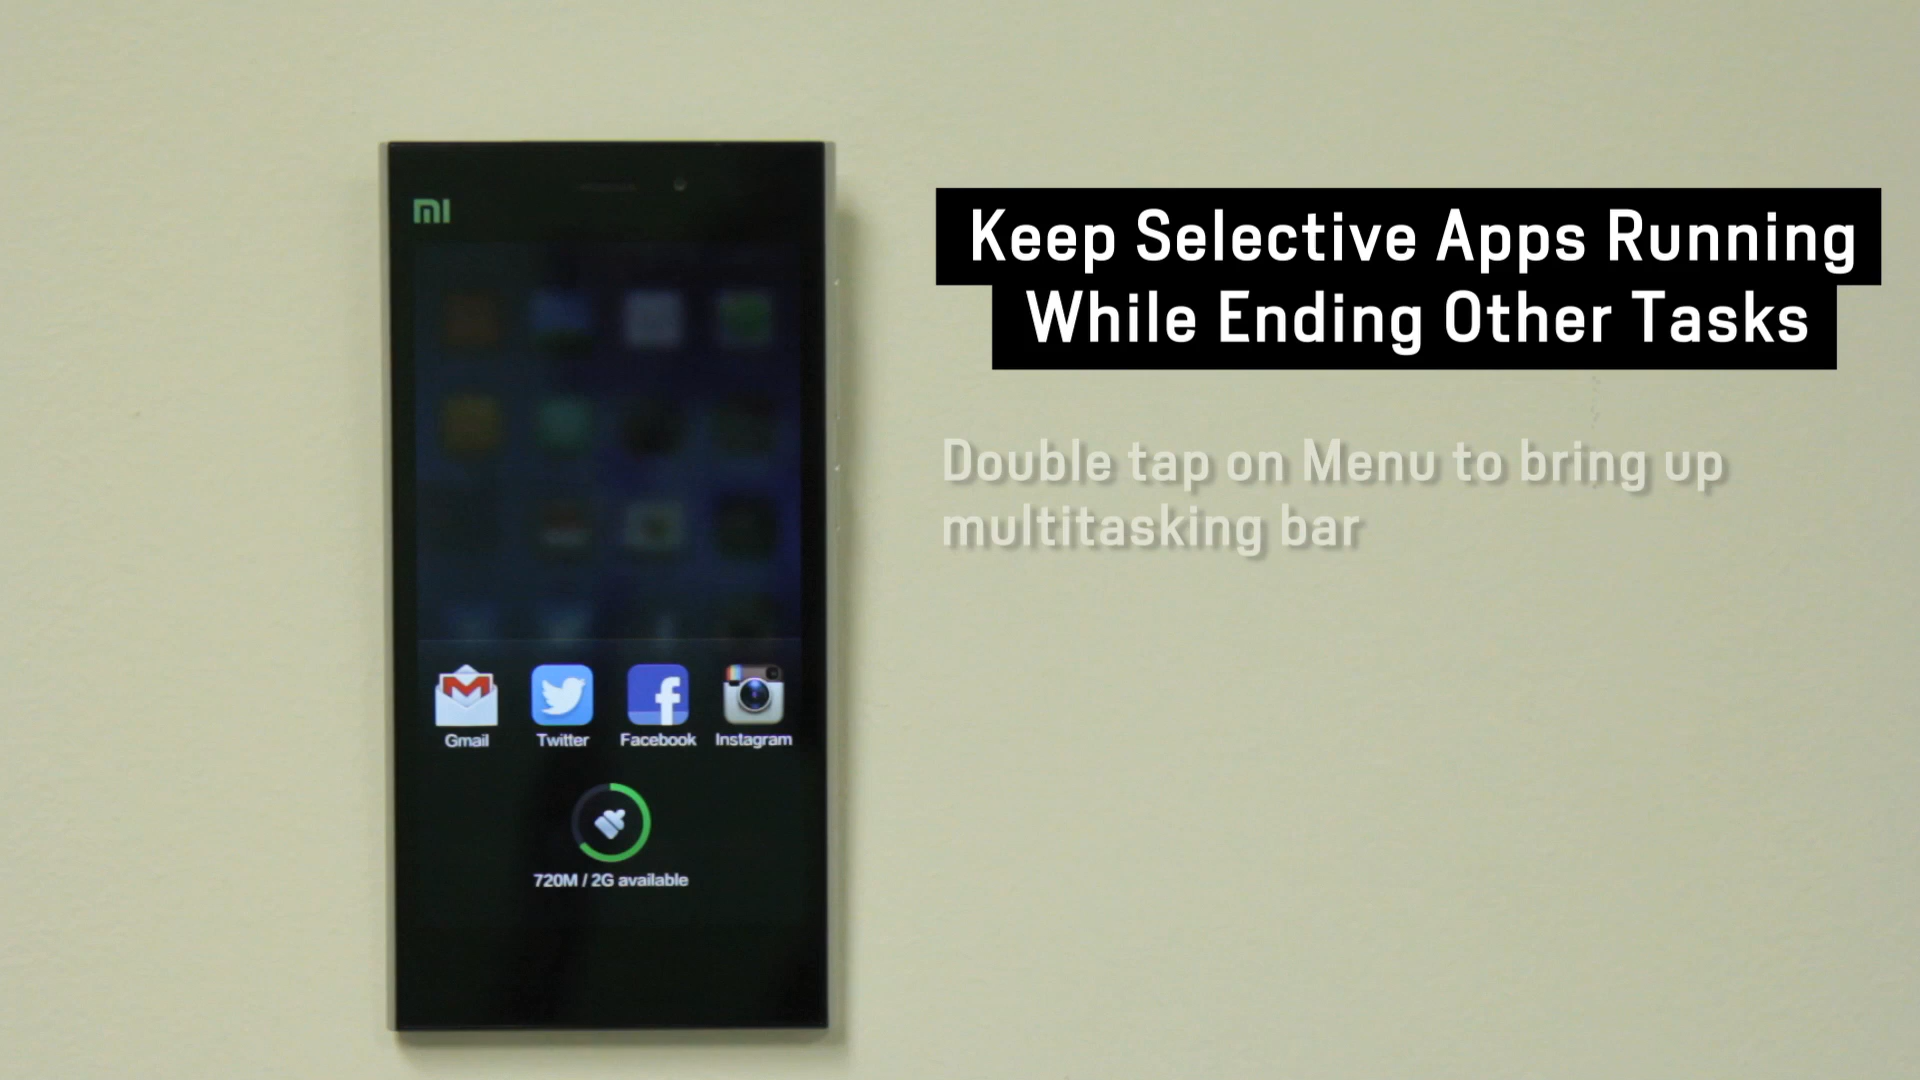 mi
Keep Selective Apps Running
While Ending Other Tasks
Double tap on Menu to bring up
multitasking bar
Gmail Twitter Facebook Instagram
720M / 2G available